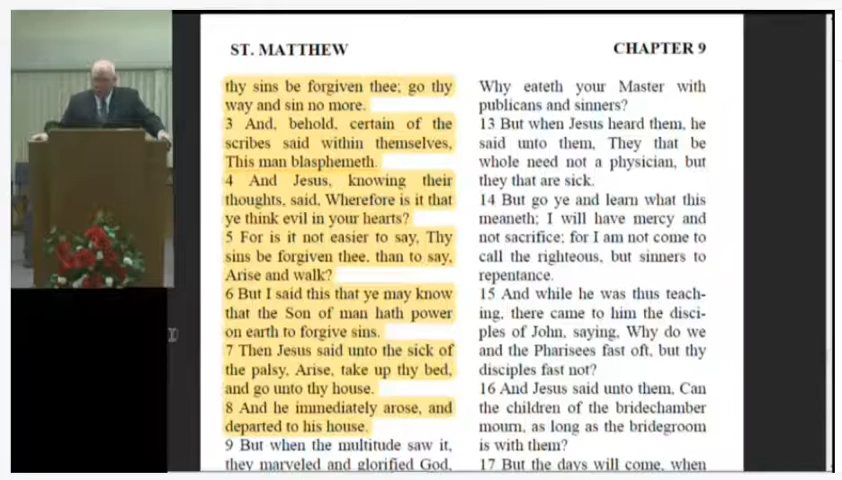 ST. MATTHEW
CHAPTER 9
thy sins be forgiven thee; go thy
way and sin no more.
3 And, behold, certain of the
scribes said within themselves,
This man blasphemeth.
4 And Jesus, knowing their
thoughts, said, Wherefore is it that
ye think evil in your hearts?
5 For is it not easier to say, Thy
sins be forgiven thee, than to say,
Arise and walk?
6 But I said this that ye may know
that the Son of man hath power
on earth to forgive sins.
7 Then Jesus said unto the sick of
the palsy, Arise, take up thy bed,
and go unto thy house.
8 And he immediately arose, and
departed to his house.
9 But when the multitude saw it,
they marveled and glorified God,
Why eateth your Master with
publicans and sinners?
13 But when Jesus heard them, he
said unto them, They that be
whole need not a physician, but
they that are sick.
14 But go ye and learn what this
meaneth; I will have mercy and
not sacrifice; for I am not come to
call the righteous, but sinners to
repentance.
15 And while he was thus teach-
ing, there came to him the disci-
ples of John, saying, Why do we
and the Pharisees fast oft, but thy
disciples fast not?
16 And Jesus said unto them, Can
the children of the bridechamber
mourn, as long as the bridegroom
is with them?
17 But the days will come, when